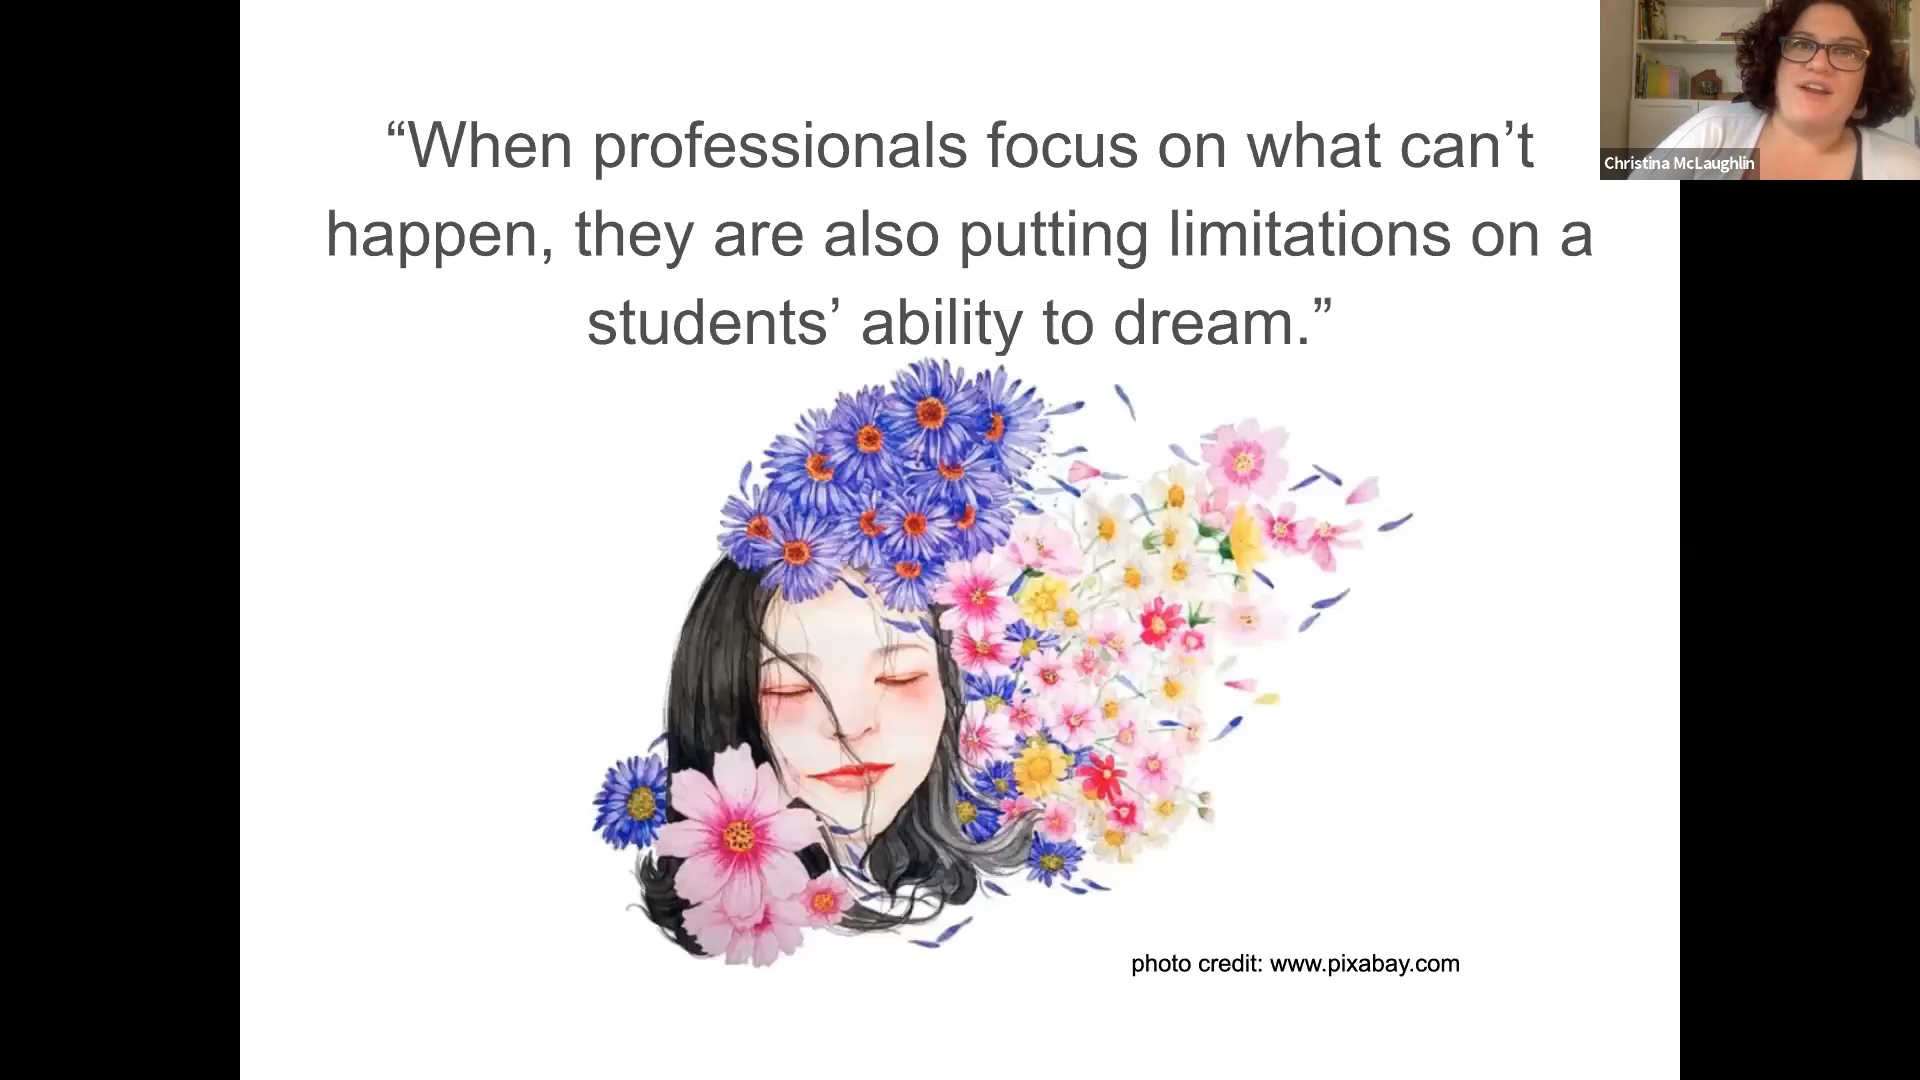 “When professionals focus on what can’t
happen, they are also putting limitations on a
students’ ability to dream.”
Christina McLaughlin
photo credit: www.pixabay.com